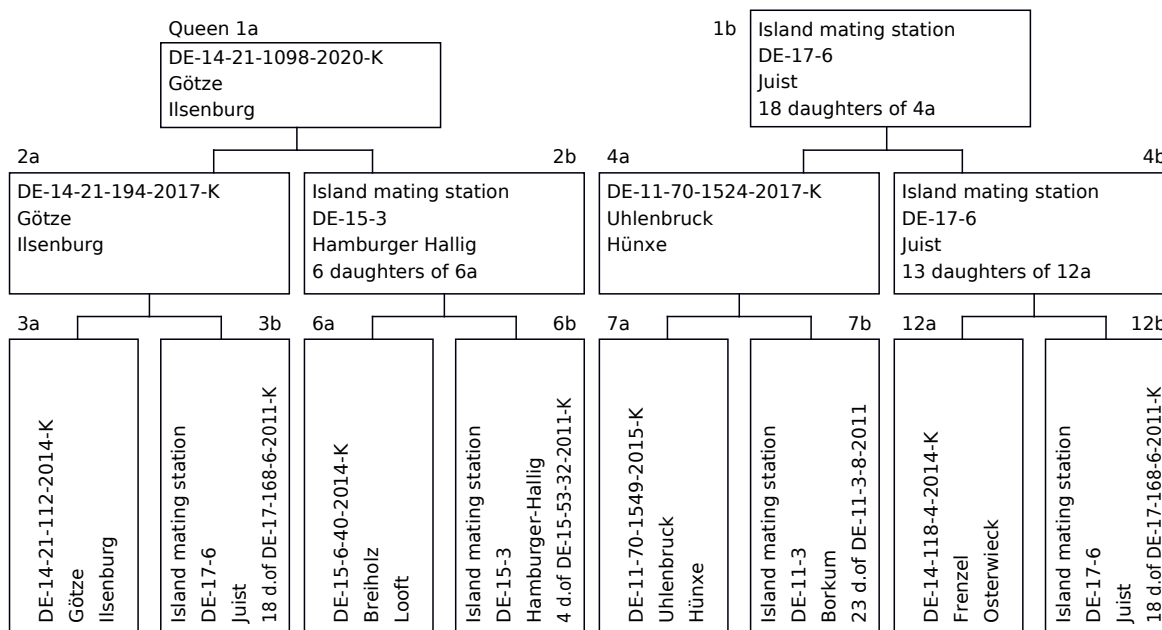 Queen 1a
DE-14-21-1098-2020-K
Götze
Ilsenburg
1b
Island mating station
DE-17-6
Juist
18 daughters of 4a
2a
DE-14-21-194-2017-K
Götze
Ilsenburg
2b
Island mating station
DE-15-3
Hamburger Hallig
6 daughters of 6a
4a
DE-11-70-1524-2017-K
Uhlenbruck
Hünxe
4b
Island mating station
DE-17-6
Juist
13 daughters of 12a
3a
DE-14-21-112-2014-K
Götze
Ilsenburg
3b
Island mating station
DE-17-6
Juist
18 d.of DE-17-168-6-2011-K
6a
DE-15-6-40-2014-K
Breiholz
Looft
6b
Island mating station
DE-15-3
Hamburger-Hallig
4 d.of DE-15-53-32-2011-K
7a
DE-11-70-1549-2015-K
Uhlenbruck
Hünxe
7b
Island mating station
DE-11-3
Borkum
23 d.of DE-11-3-8-2011
12a
DE-14-118-4-2014-K
Frenzel
Osterwieck
12b
Island mating station
DE-17-6
Juist
18 d.of DE-17-168-6-2011-K